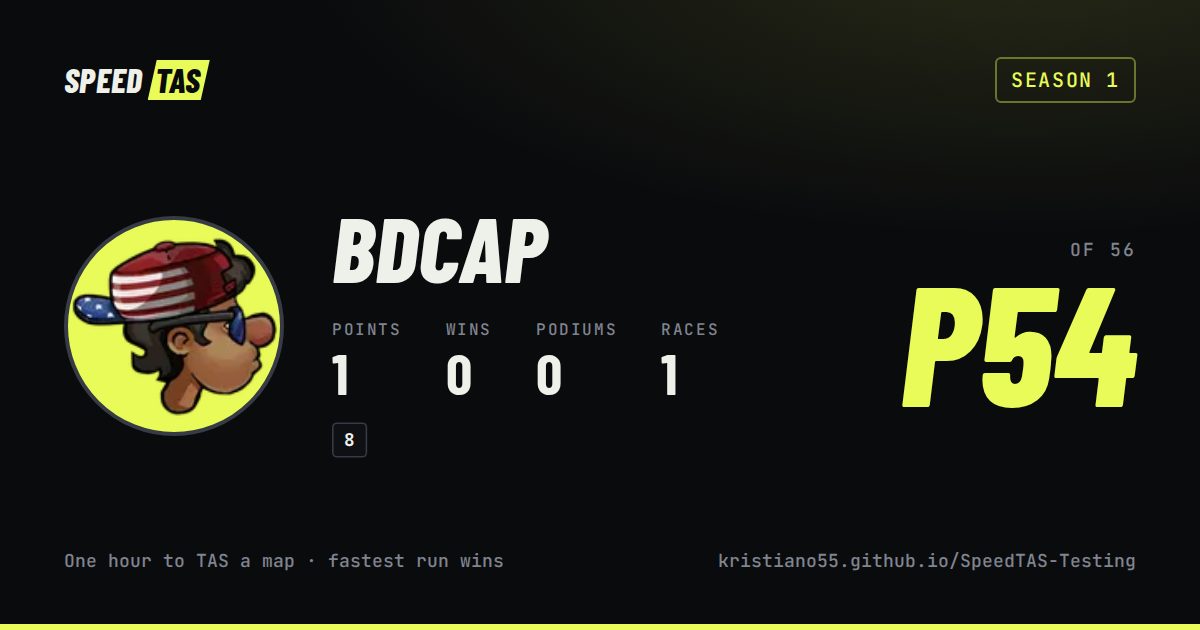 SPEED TAS
SEASON 1
BDCAP
OF 56
P54
POINTS WINS PODIUMS RACES
1 0 0 1
8
One hour to TAS a map · fastest run wins
kristiano55.github.io/SpeedTAS-Testing